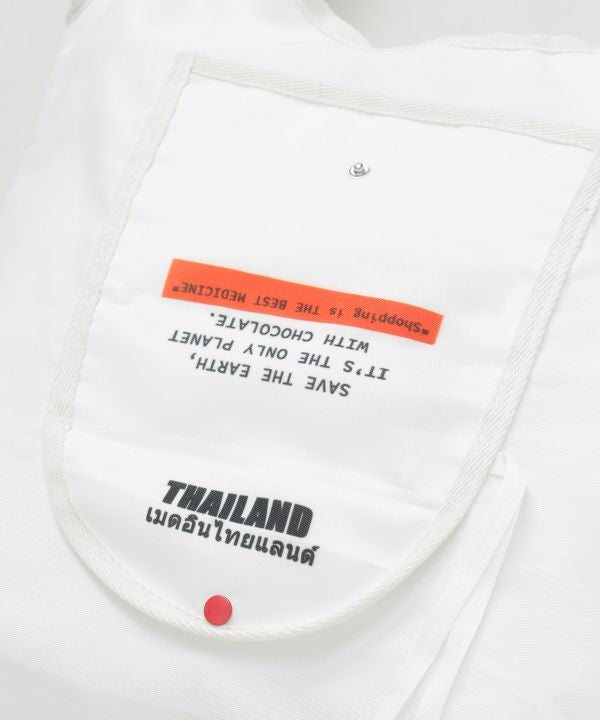 SAVE THE EARTH,
IT'S THE ONLY PLANET
WITH CHOCOLATE.
"Shopping is THE BEST MEDICINE"
THAILAND
เมดอินไทยแลนด์